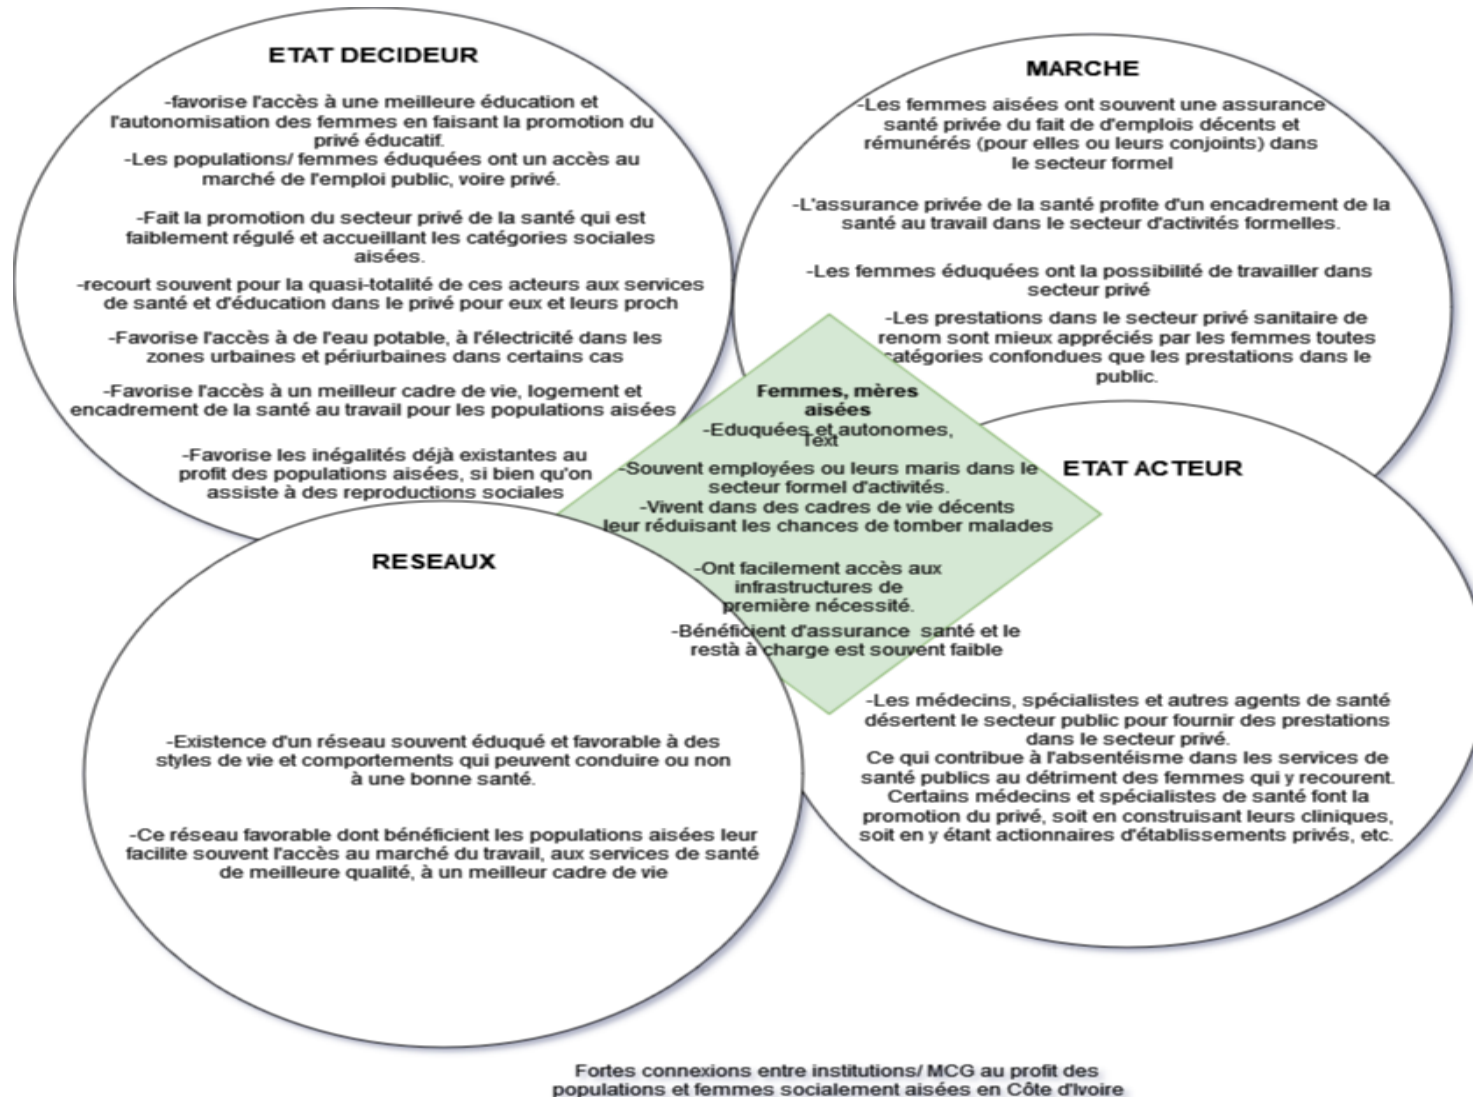 ETAT DECIDEUR
-favorise l'accès à une meilleure éducation et
l'autonomisation des femmes en faisant la promotion du
privé éducatif.
-Les populations/ femmes éduquées ont un accès au
marché de l'emploi public, voire privé.
-Fait la promotion du secteur privé de la santé qui est
faiblement régulé et accueillant les catégories sociales
aisées.
-recourt souvent pour la quasi-totalité de ces acteurs aux services
de santé et d'éducation dans le privé pour eux et leurs proch
-Favorise l'accès à de l'eau potable, à l'électricité dans les
zones urbaines et périurbaines dans certains cas
-Favorise l'accès à un meilleur cadre de vie, logement et
encadrement de la santé au travail pour les populations aisées
-Favorise les inégalités déjà existantes au
profit des populations aisées, si bien qu'on
assiste à des reproductions sociales
MARCHE
-Les femmes aisées ont souvent une assurance
santé privée du fait de d'emplois décents et
rémunérés (pour elles ou leurs conjoints) dans
le secteur formel
-L'assurance privée de la santé profite d'un encadrement de la
santé au travail dans le secteur d'activités formelles.
-Les femmes éduquées ont la possibilité de travailler dans
secteur privé
-Les prestations dans le secteur privé sanitaire de
renom sont mieux appréciés par les femmes toutes
catégories confondues que les prestations dans le
public.
Femmes, mères
aisées
-Eduquées et autonomes,
Text
-Souvent employées ou leurs maris dans le
secteur formel d'activités.
-Vivent dans des cadres de vie décents
leur réduisant les chances de tomber malades
-Ont facilement accès aux
infrastructures de
première nécessité.
-Bénéficient d'assurance santé et le
restà à charge est souvent faible
ETAT ACTEUR
-Les médecins, spécialistes et autres agents de santé
désertent le secteur public pour fournir des prestations
dans le secteur privé.
Ce qui contribue à l'absentéisme dans les services de
santé publics au détriment des femmes qui y recourent.
Certains médecins et spécialistes de santé font la
promotion du privé, soit en construisant leurs cliniques,
soit en y étant actionnaires d'établissements privés, etc.
RESEAUX
-Existence d'un réseau souvent éduqué et favorable à des
styles de vie et comportements qui peuvent conduire ou non
à une bonne santé.
-Ce réseau favorable dont bénéficient les populations aisées leur
facilite souvent l'accès au marché du travail, aux services de santé
de meilleure qualité, à un meilleur cadre de vie
Fortes connexions entre institutions/ MCG au profit des
populations et femmes socialement aisées en Côte d'Ivoire